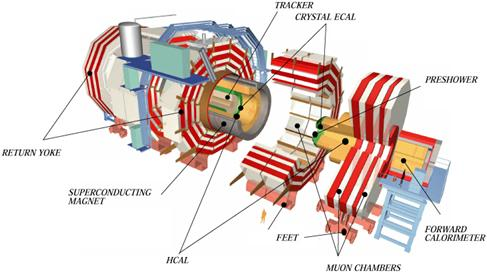 TRACKER
CRYSTAL ECAL
PRESHOWER
RETURN YOKE
SUPERCONDUCTING
MAGNET
HCAL
FEET
MUON CHAMBERS
FORWARD
CALORIMETER